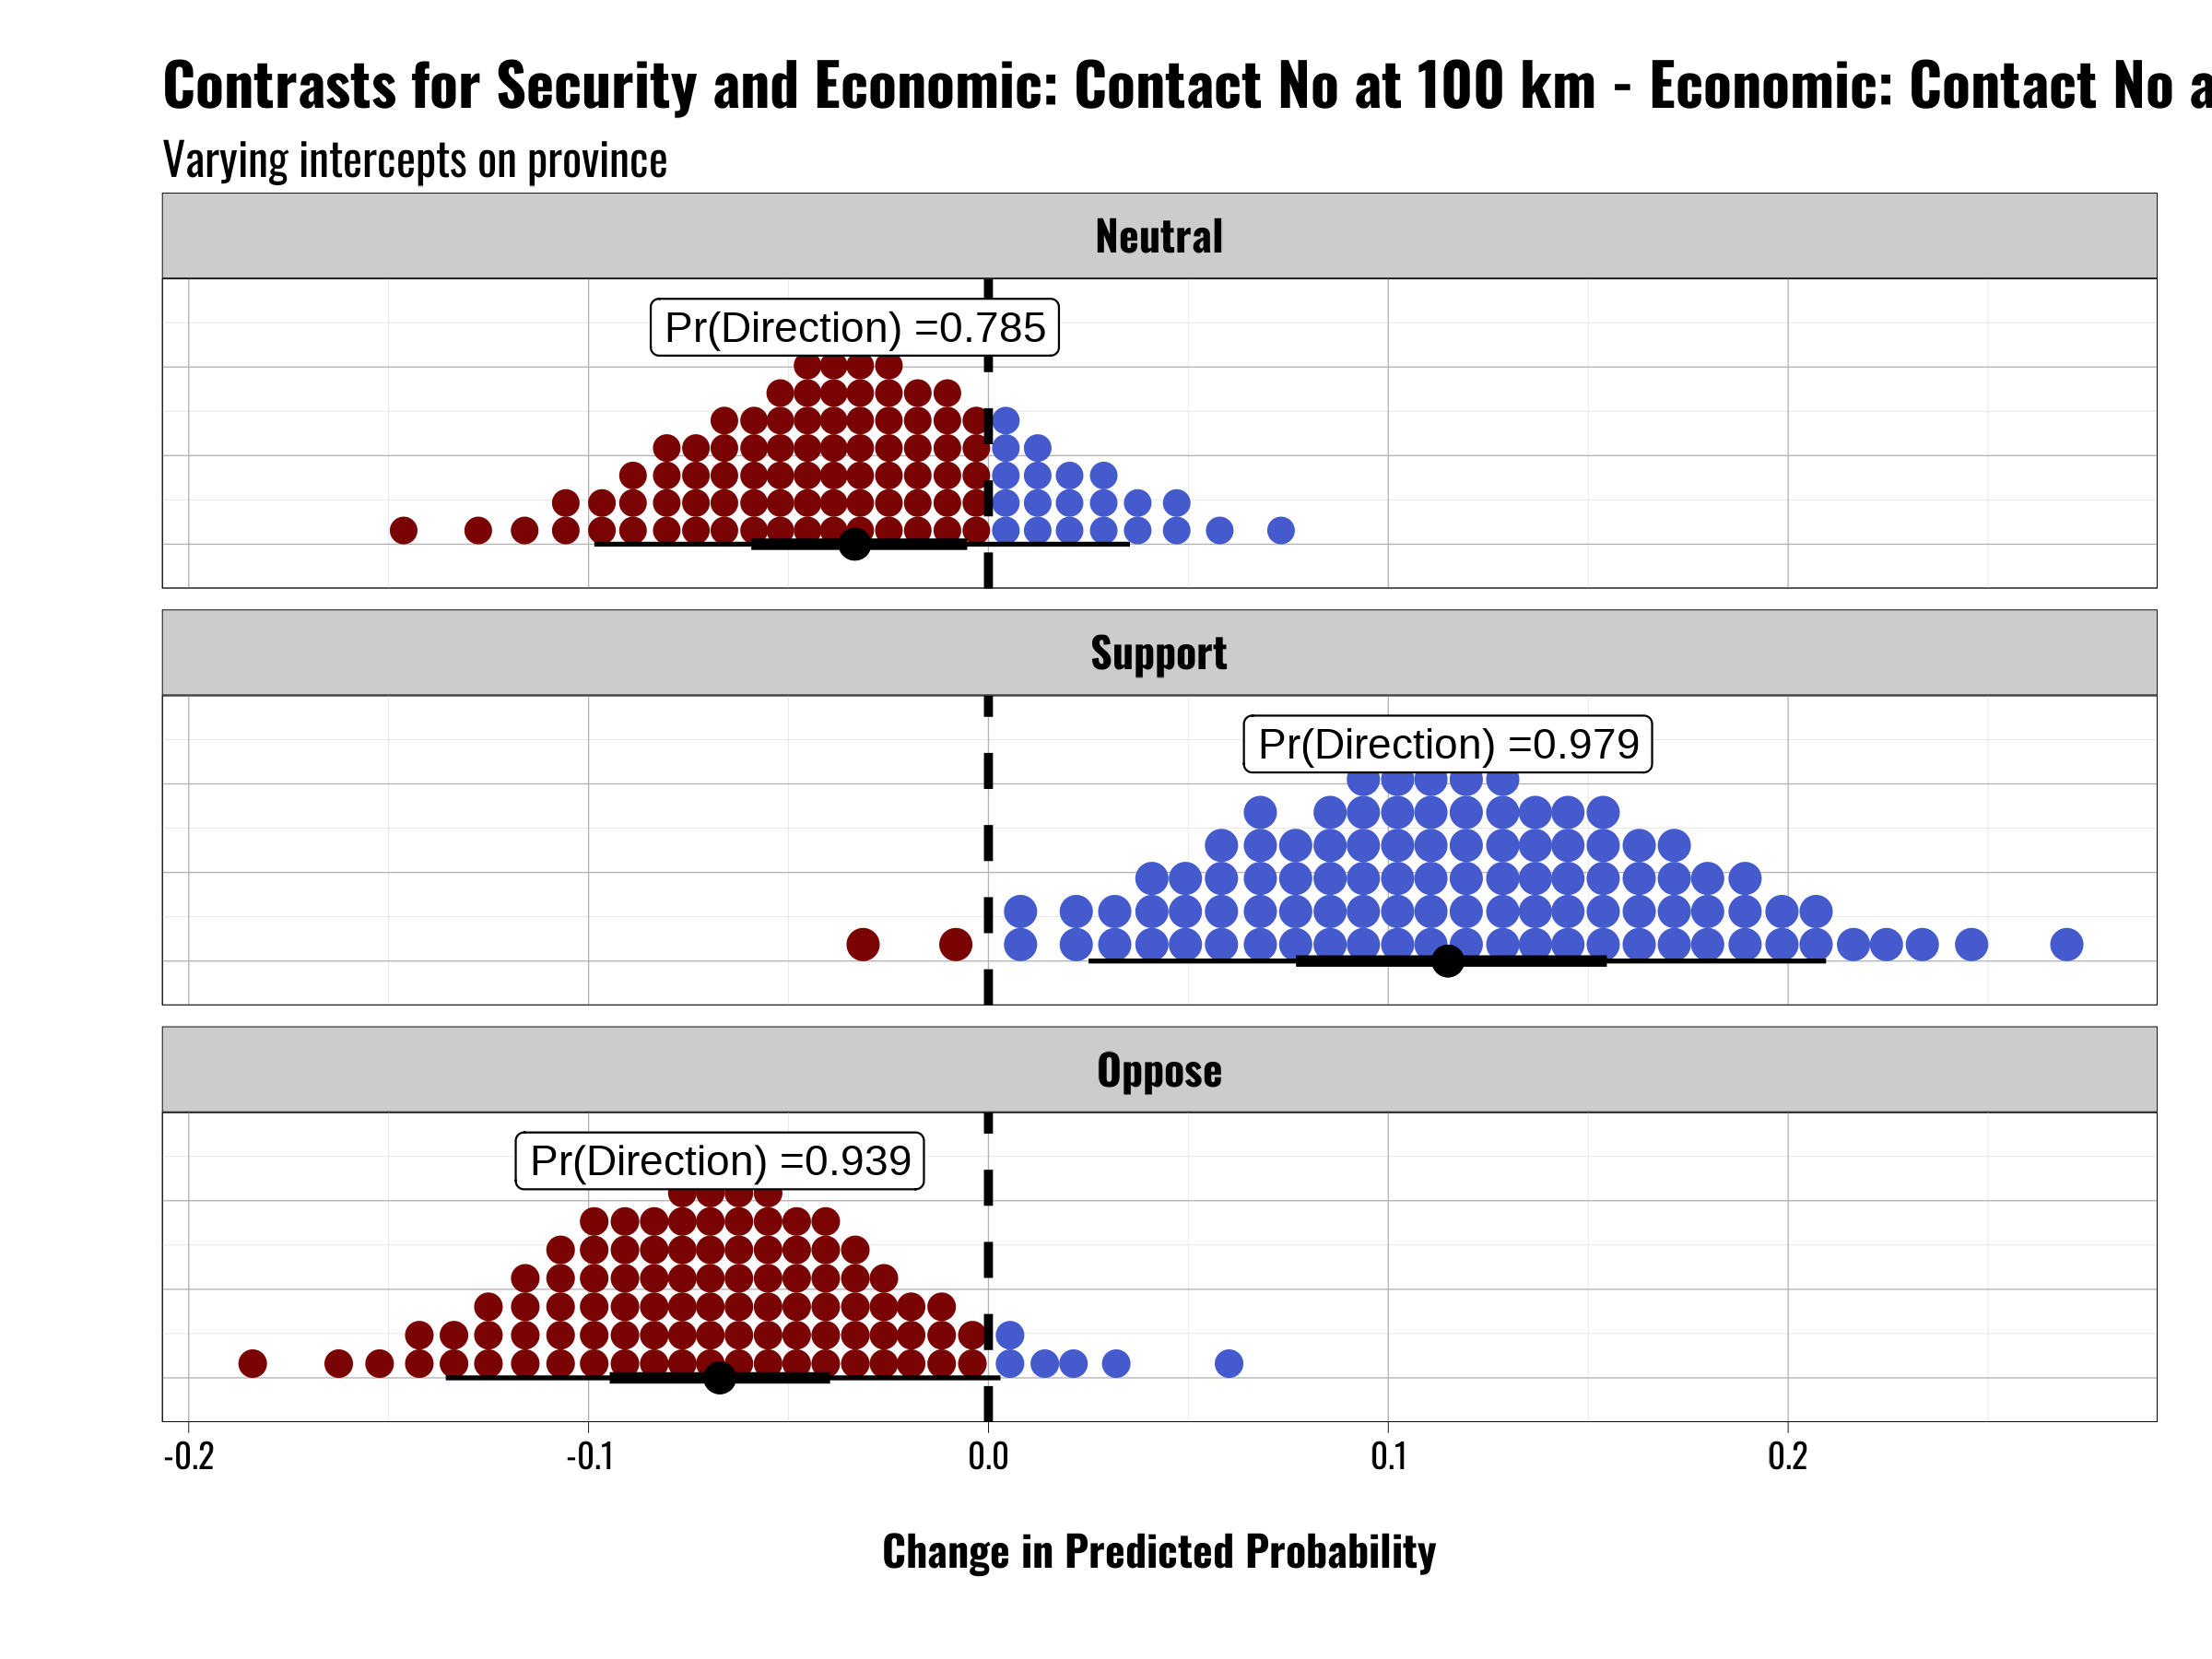 Contrasts for Security and Economic: Contact No at 100 km - Economic: Contact No a
Varying intercepts on province
Neutral
Pr(Direction) =0.785
Support
Pr(Direction) =0.979
Oppose
Pr(Direction) =0.939
-0.2 -0.1 0.0 0.1 0.2
Change in Predicted Probability